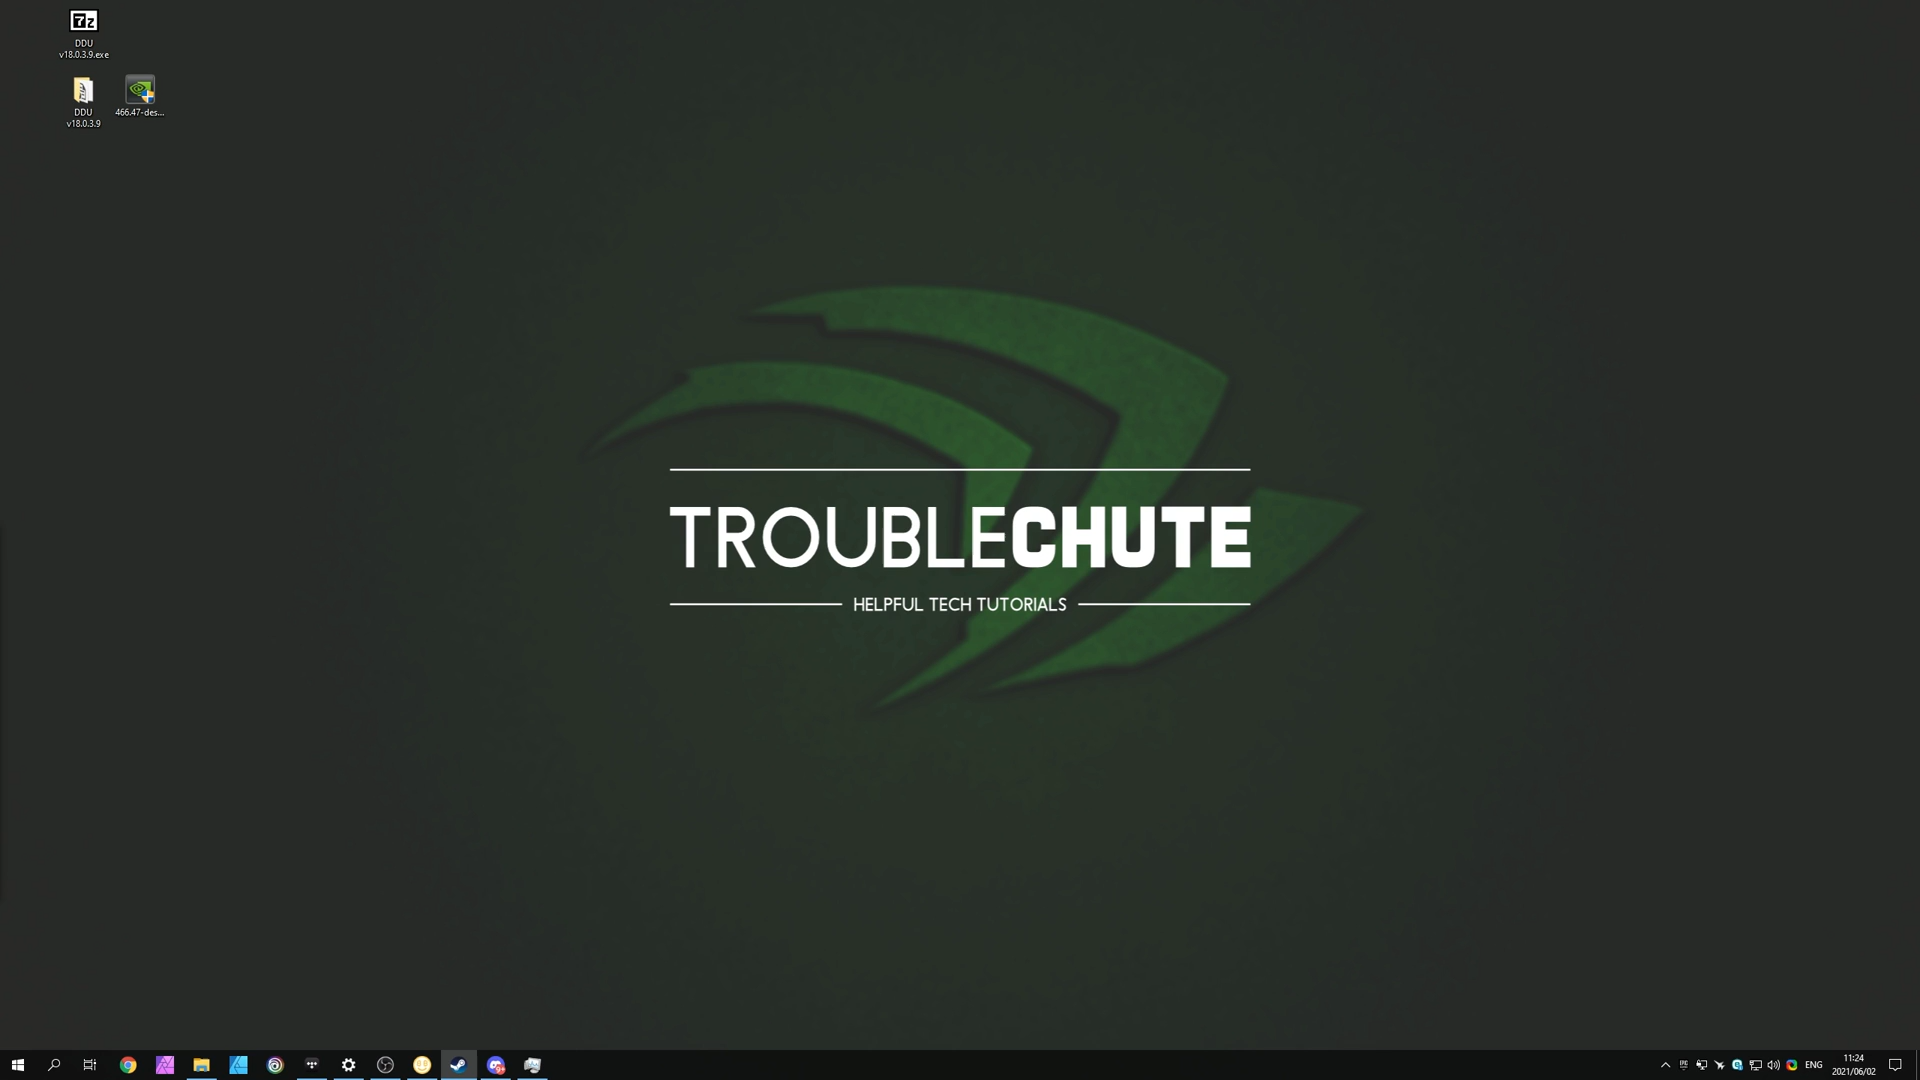 DDU
v18.0.3.9.exe
DDU
v18.0.3.9
466.47-des...
TROUBLECHUTE
HELPFUL TECH TUTORIALS
ENG
11:24
2021/06/02